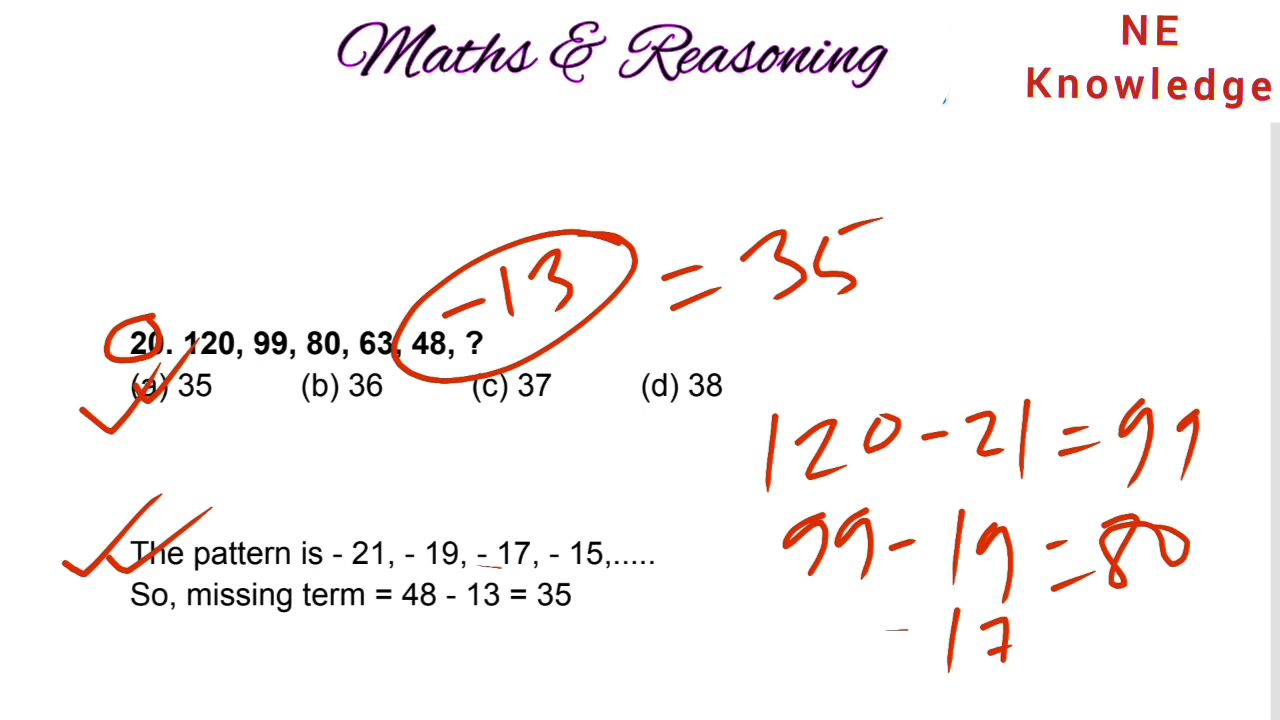 Maths & Reasoning
NE
Knowledge
-13 = 35
20. 120, 99, 80, 63, 48, ?
(a) 35 (b) 36 (c) 37 (d) 38
120 - 21 = 99
99 - 19 = 80
- 17
The pattern is - 21, - 19, - 17, - 15,.....
So, missing term = 48 - 13 = 35